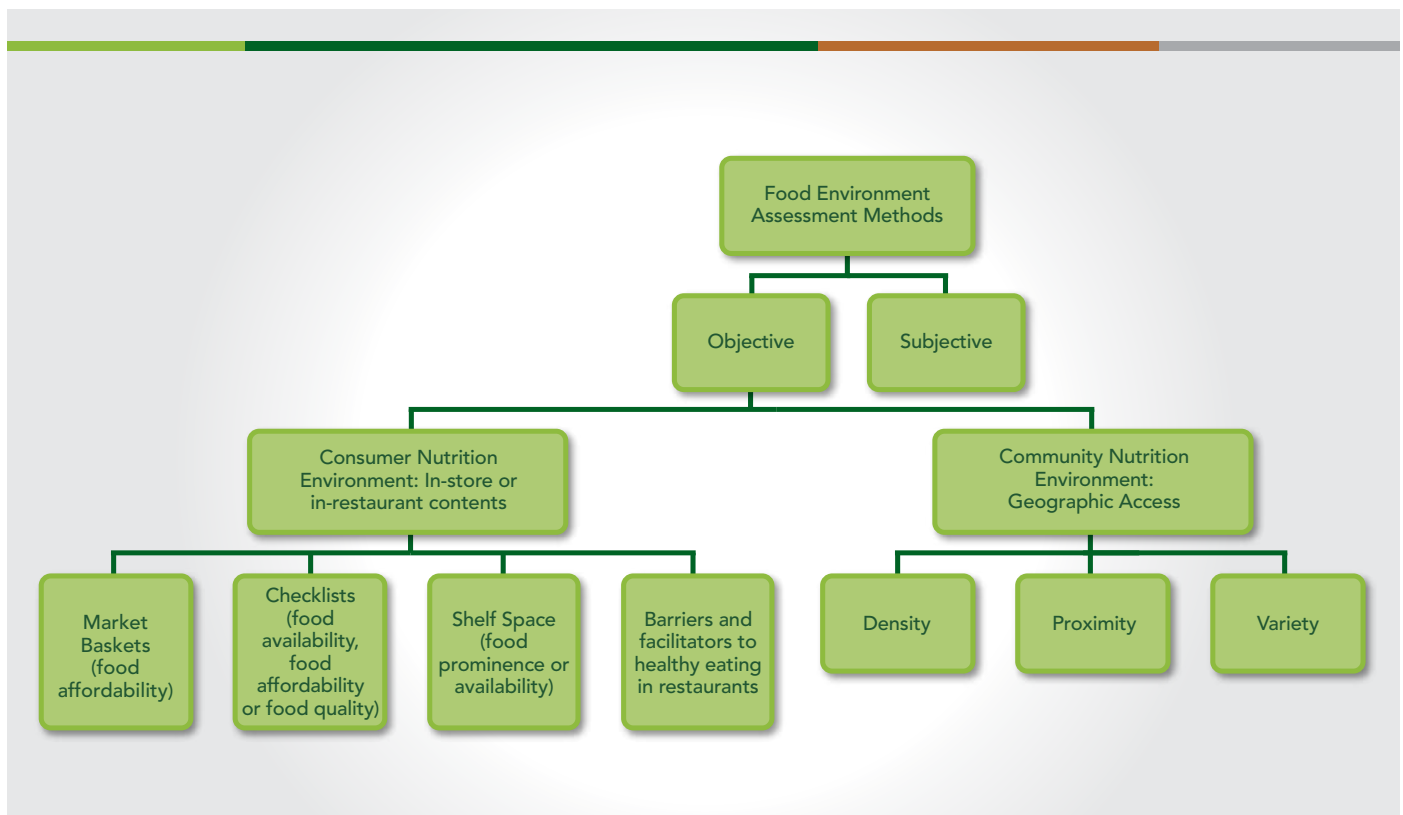 Food Environment
Assessment Methods
Objective
Subjective
Consumer Nutrition
Environment: In-store or
in-restaurant contents
Community Nutrition
Environment:
Geographic Access
Market
Baskets
(food
affordability)
Checklists
(food
availability,
food
affordability
or food quality)
Shelf Space
(food
prominence or
availability)
Barriers and
facilitators to
healthy eating
in restaurants
Density
Proximity
Variety